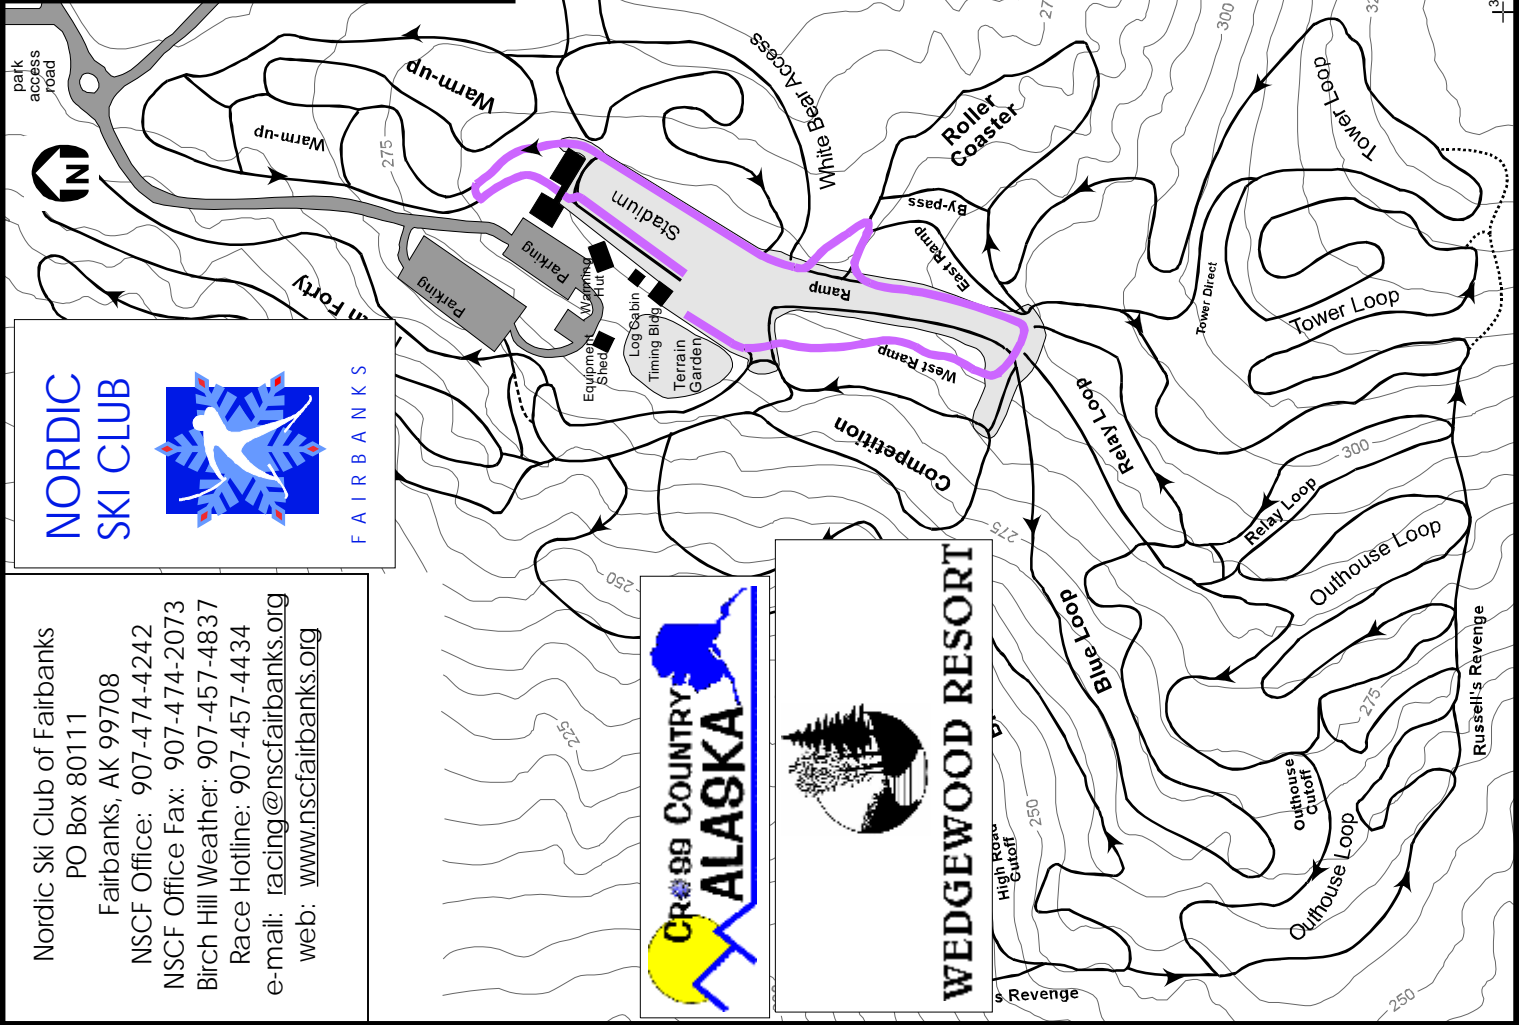 park
access
road
N
Warm-up
Warm-up
275
White Bear Access
Roller
Coaster
300
Tower Loop
By-pass
East Ramp
Stadium
Ramp
West Ramp
Parking
Parking
Warming
Hut
Log Cabin
Timing Bldg
Equipment
Shed
Terrain
Garden
n Forty
Competition
Tower Direct
Tower Loop
Relay Loop
Relay Loop
300
Outhouse Loop
275
250
225
Blue Loop
275
Russell's Revenge
Outhouse
Cutoff
Outhouse Loop
High Road
Cutoff
250
s Revenge
250
NORDIC
SKI CLUB
FAIRBANKS
Nordic Ski Club of Fairbanks
PO Box 80111
Fairbanks, AK 99708
NSCF Office: 907-474-4242
NSCF Office Fax: 907-474-2073
Birch Hill Weather: 907-457-4837
Race Hotline: 907-457-4434
e-mail: racing@nscfairbanks.org
web: www.nscfairbanks.org
CROSS COUNTRY
ALASKA
WEDGEWOOD RESORT